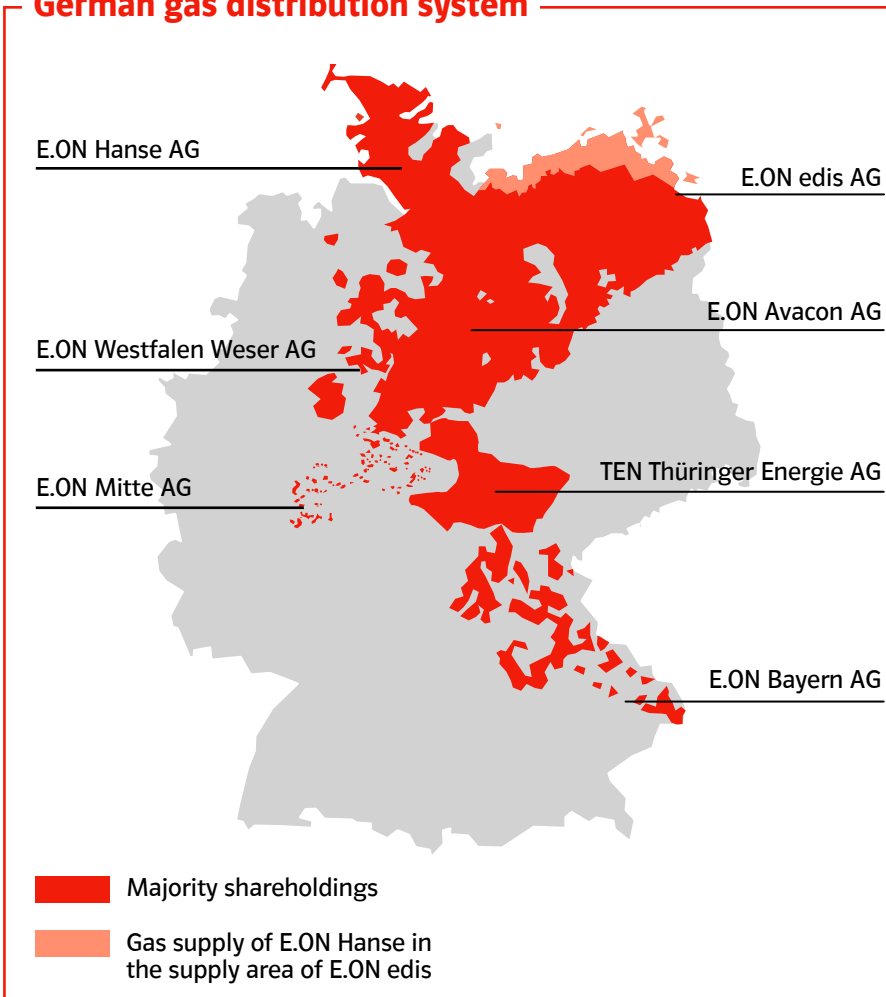 German gas distribution system
E.ON Hanse AG
E.ON edis AG
E.ON Avacon AG
E.ON Westfalen Weser AG
TEN Thüringer Energie AG
E.ON Mitte AG
E.ON Bayern AG
Majority shareholdings
Gas supply of E.ON Hanse in
the supply area of E.ON edis